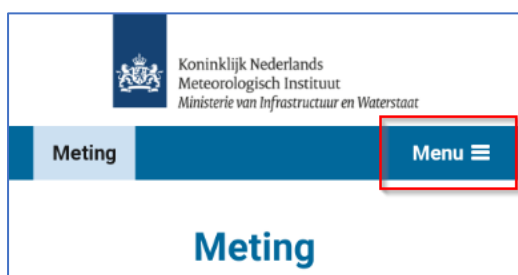 Koninklijk Nederlands
Meteorologisch Instituut
Ministerie van Infrastructuur en Waterstaat
Meting
Menu
Meting